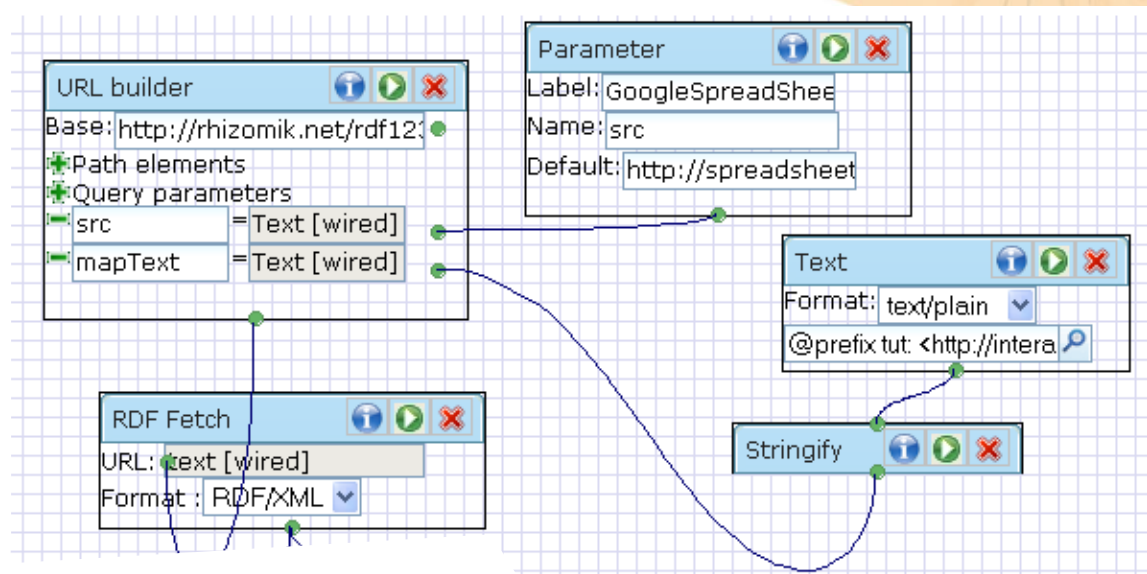 URL builder
Base: http://rhizomik.net/rdf123
Path elements
Query parameters
src = Text [wired]
mapText = Text [wired]
Parameter
Label: GoogleSpreadShee
Name: src
Default: http://spreadsheet
Text
Format: text/plain
@prefix tut: <http://intera
Stringify
RDF Fetch
URL: text [wired]
Format : RDF/XML